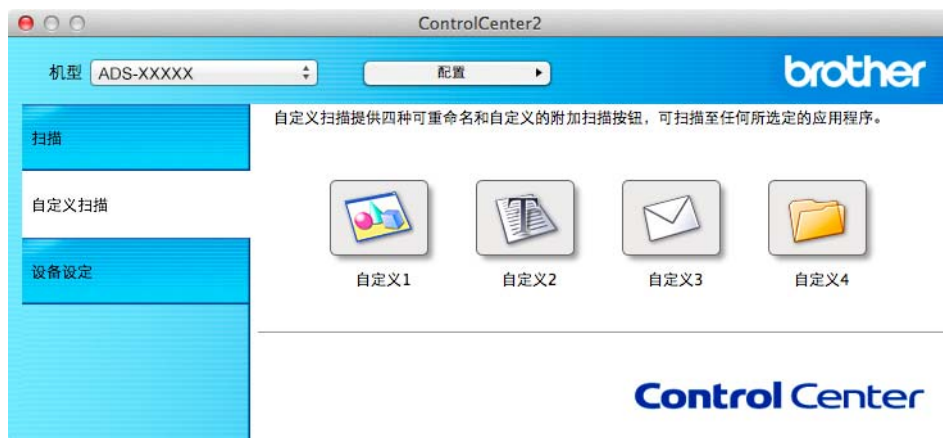 ControlCenter2
机型 ADS-XXXXX 配置 brother
扫描
自定义扫描提供四种可重命名和自定义的附加扫描按钮，可扫描至任何所选定的应用程序。
自定义扫描
自定义1 自定义2 自定义3 自定义4
设备设定
Control Center